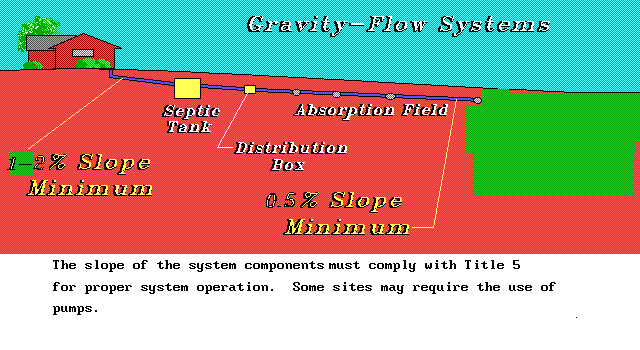 Gravity-Flow Systems
Septic
Tank
Absorption Field
Distribution
Box
1-2% Slope
Minimum
0.5% Slope
Minimum
The slope of the system components must comply with Title 5
for proper system operation.  Some sites may require the use of
pumps.